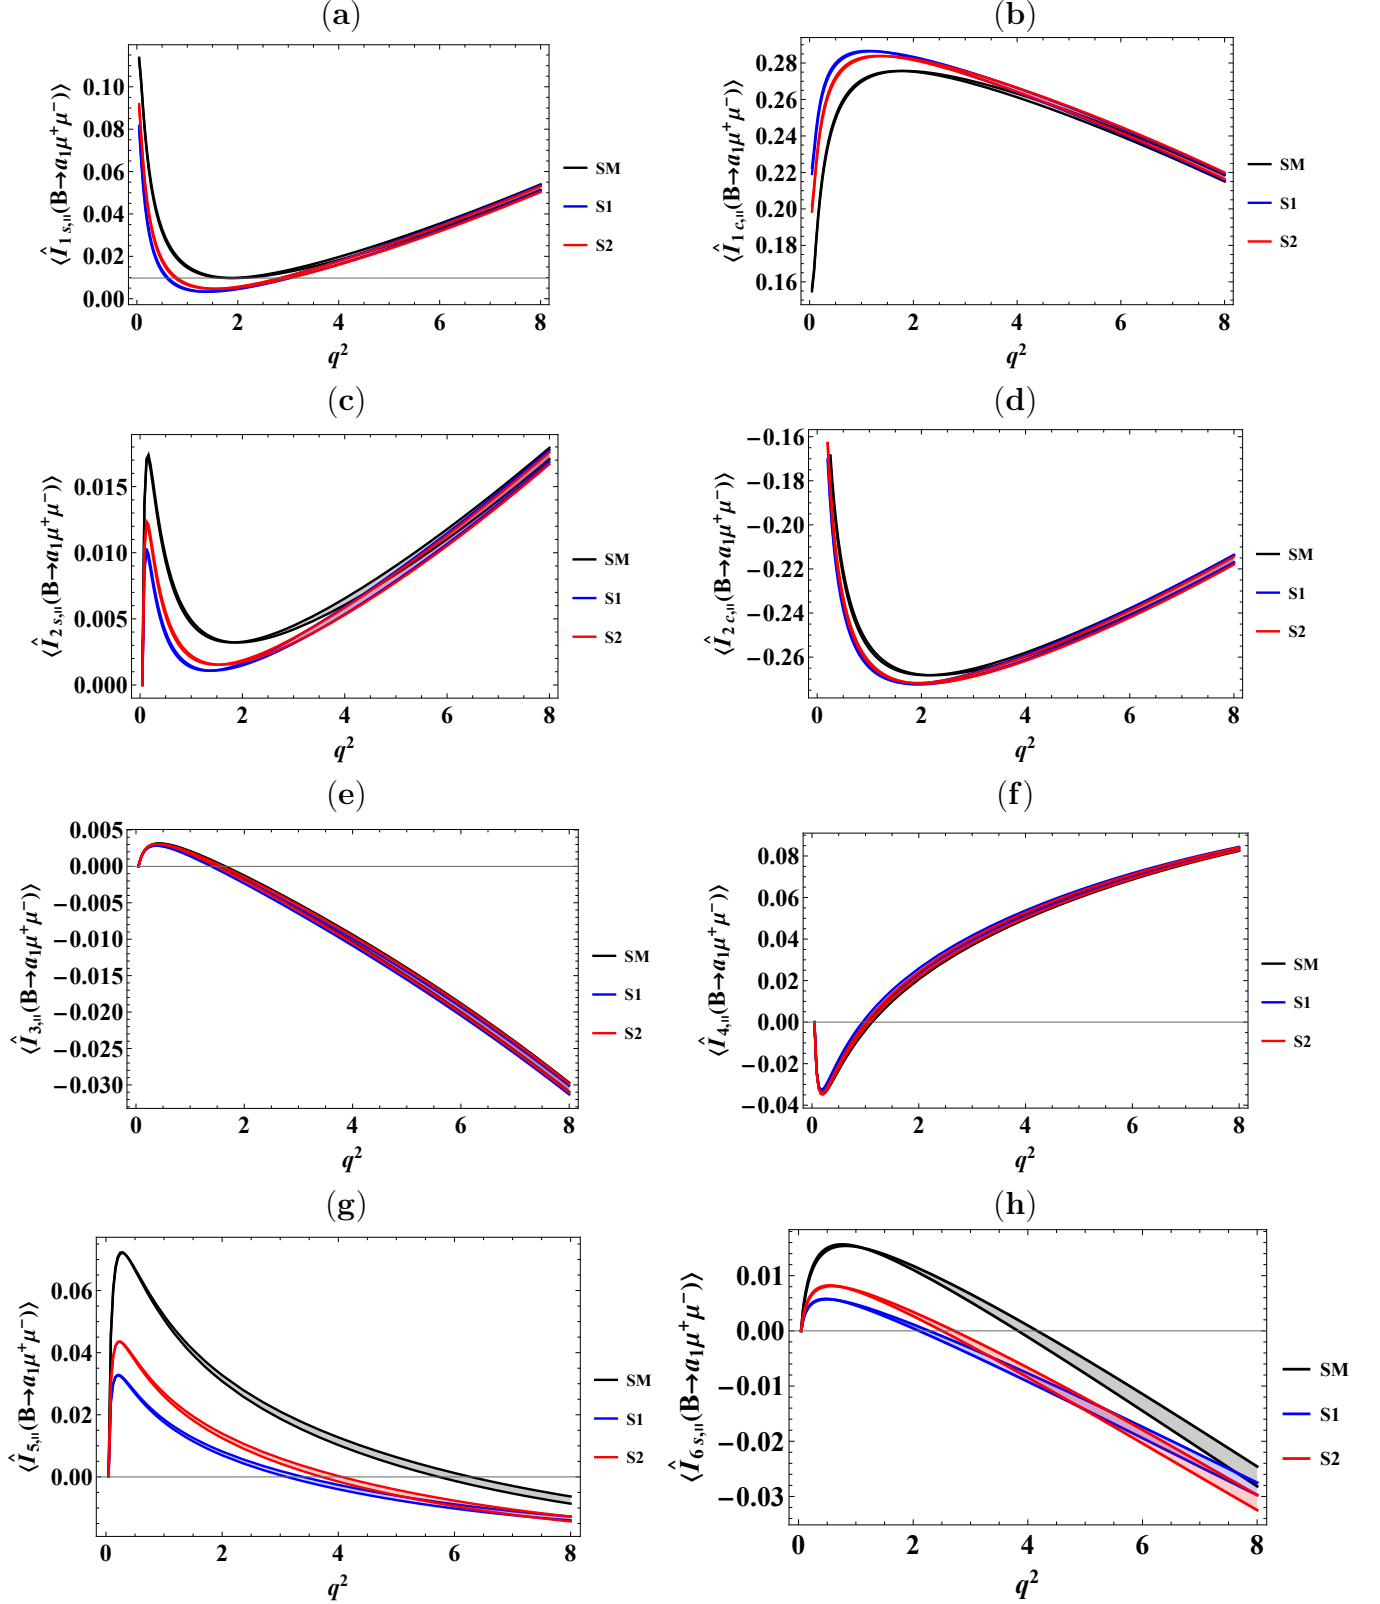 (a)
⟨Î1s,||(B→a1μ+μ−)⟩
0.10
0.08
0.06
0.04
0.02
0.00
0 2 4 6 8
q2
SM
S1
S2
(b)
⟨Î1c,||(B→a1μ+μ−)⟩
0.28
0.26
0.24
0.22
0.20
0.18
0.16
0 2 4 6 8
q2
SM
S1
S2
(c)
⟨Î2s,||(B→a1μ+μ−)⟩
0.015
0.010
0.005
0.000
0 2 4 6 8
q2
SM
S1
S2
(d)
⟨Î2c,||(B→a1μ+μ−)⟩
−0.16
−0.18
−0.20
−0.22
−0.24
−0.26
0 2 4 6 8
q2
SM
S1
S2
(e)
⟨Î3,||(B→a1μ+μ−)⟩
0.005
0.000
−0.005
−0.010
−0.015
−0.020
−0.025
−0.030
0 2 4 6 8
q2
SM
S1
S2
(f)
⟨Î4,||(B→a1μ+μ−)⟩
0.08
0.06
0.04
0.02
0.00
−0.02
−0.04
0 2 4 6 8
q2
SM
S1
S2
(g)
⟨Î5,||(B→a1μ+μ−)⟩
0.06
0.04
0.02
0.00
0 2 4 6 8
q2
SM
S1
S2
(h)
⟨Î6s,||(B→a1μ+μ−)⟩
0.01
0.00
−0.01
−0.02
−0.03
0 2 4 6 8
q2
SM
S1
S2